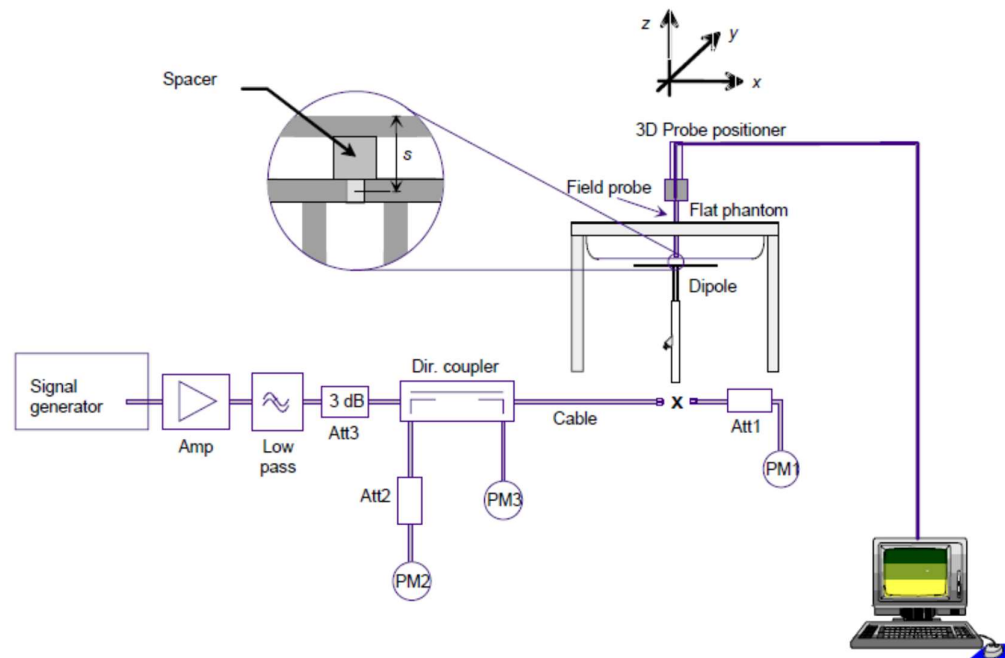 z
y
x
Spacer
s
3D Probe positioner
Field probe
Flat phantom
Dipole
Signal
generator
Amp
Low
pass
3 dB
Att3
Dir. coupler
Cable
X
Att1
PM1
Att2
PM3
PM2